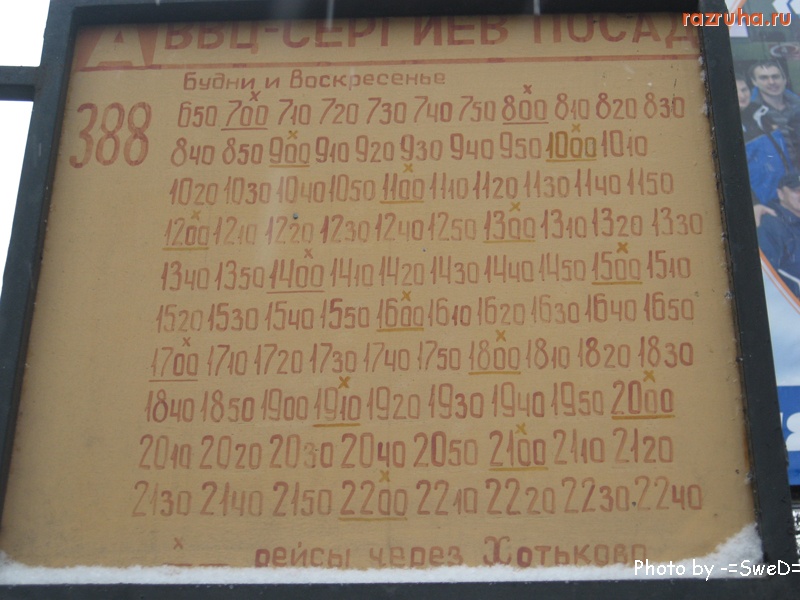 razruha.ru
А ВВЦ-СЕРГИЕВ ПОСАД
Будни и Воскресенье
388
650 700 710 720 730 740 750 800 810 820 830
840 850 900 910 920 930 940 950 1000 1010
1020 1030 1040 1050 1100 1110 1120 1130 1140 1150
1200 1210 1220 1230 1240 1250 1300 1310 1320 1330
1340 1350 1400 1410 1420 1430 1440 1450 1500 1510
1520 1530 1540 1550 1600 1610 1620 1630 1640 1650
1700 1710 1720 1730 1740 1750 1800 1810 1820 1830
1840 1850 1900 1910 1920 1930 1940 1950 2000
2010 2020 2030 2040 2050 2100 2110 2120
2130 2140 2150 2200 2210 2220 2230 2240
x рейсы через Хотьково
Photo by -=SweD=